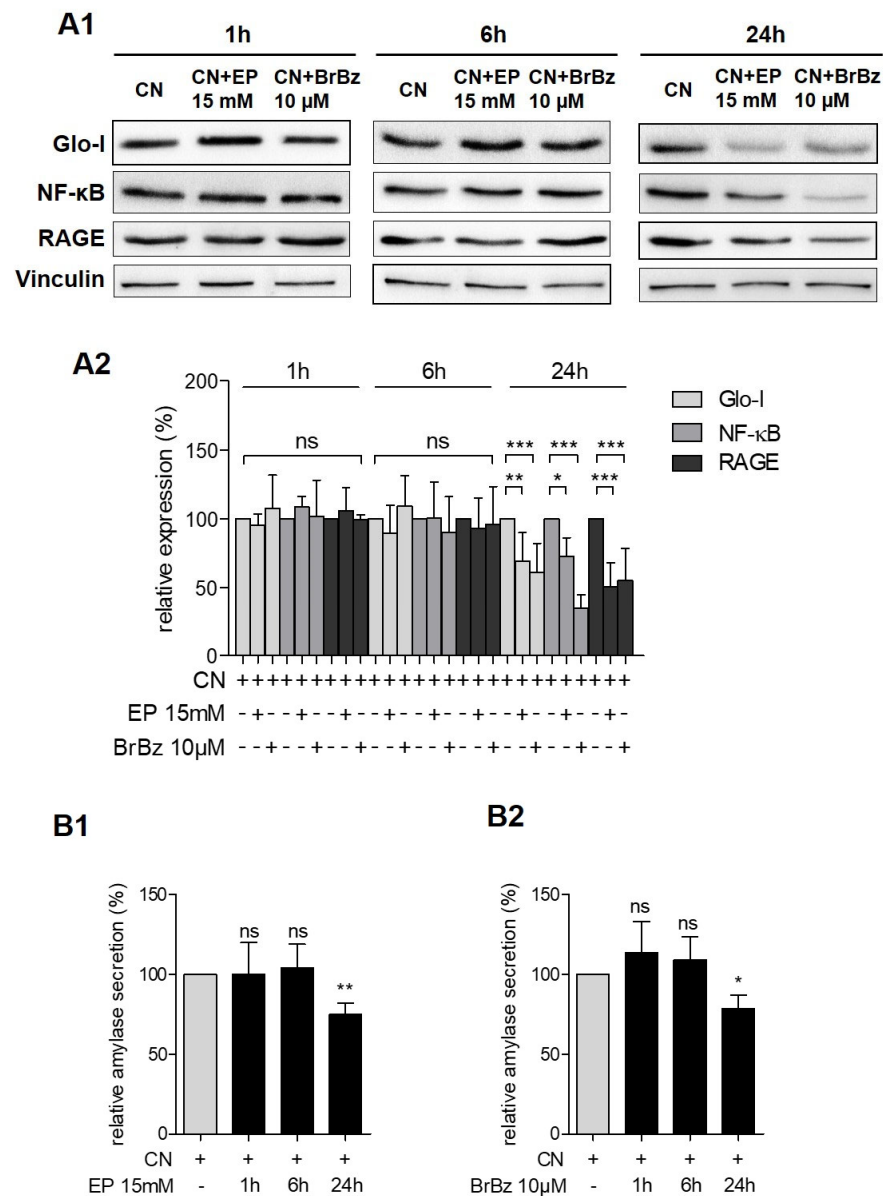 A1
1h 6h 24h
CN CN+EP 15 mM CN+BrBz 10 µM CN CN+EP 15 mM CN+BrBz 10 µM CN CN+EP 15 mM CN+BrBz 10 µM
Glo-I
NF-κB
RAGE
Vinculin
A2
1h 6h 24h
Glo-I
NF-κB
RAGE
relative expression (%)
200
150
100
50
0
ns ns *** *** ***
** * ***
CN +++++++++++++++++++++++++++
EP 15mM -+--+--+--+--+--+--+--+--+-
BrBz 10µM --+--+--+--+--+--+--+--+--+
B1
relative amylase secretion (%)
150
100
50
0
ns ns **
CN + + + +
EP 15mM - 1h 6h 24h
B2
relative amylase secretion (%)
150
100
50
0
ns ns *
CN + + + +
BrBz 10µM - 1h 6h 24h